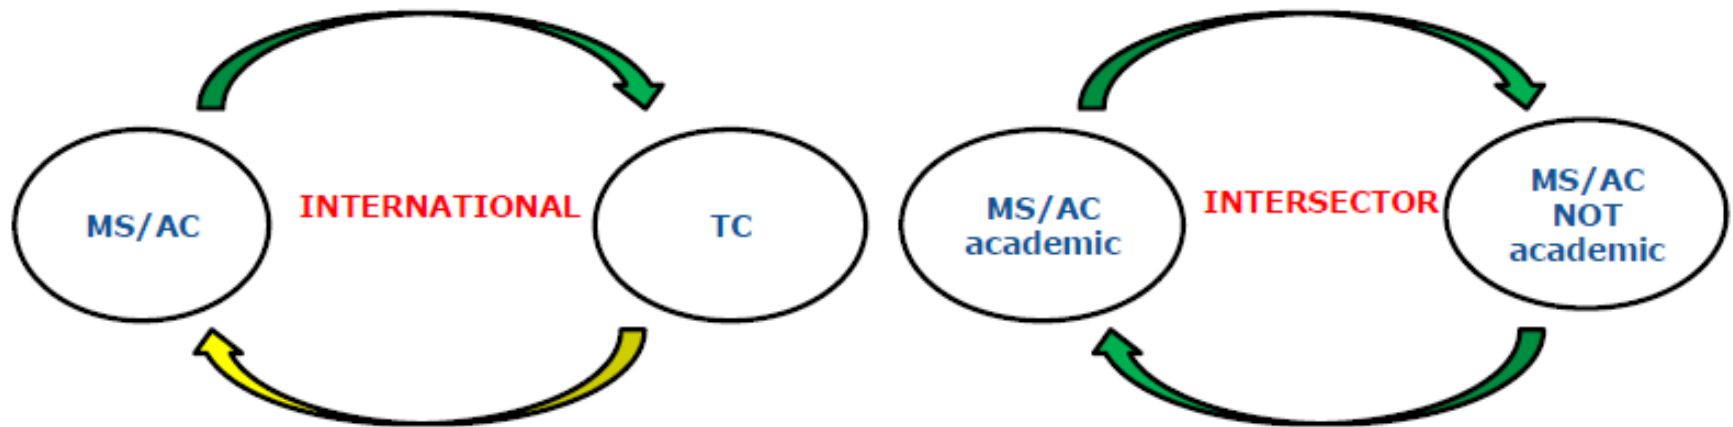 MS/AC
INTERNATIONAL
TC
MS/AC
academic
INTERSECTOR
MS/AC
NOT
academic